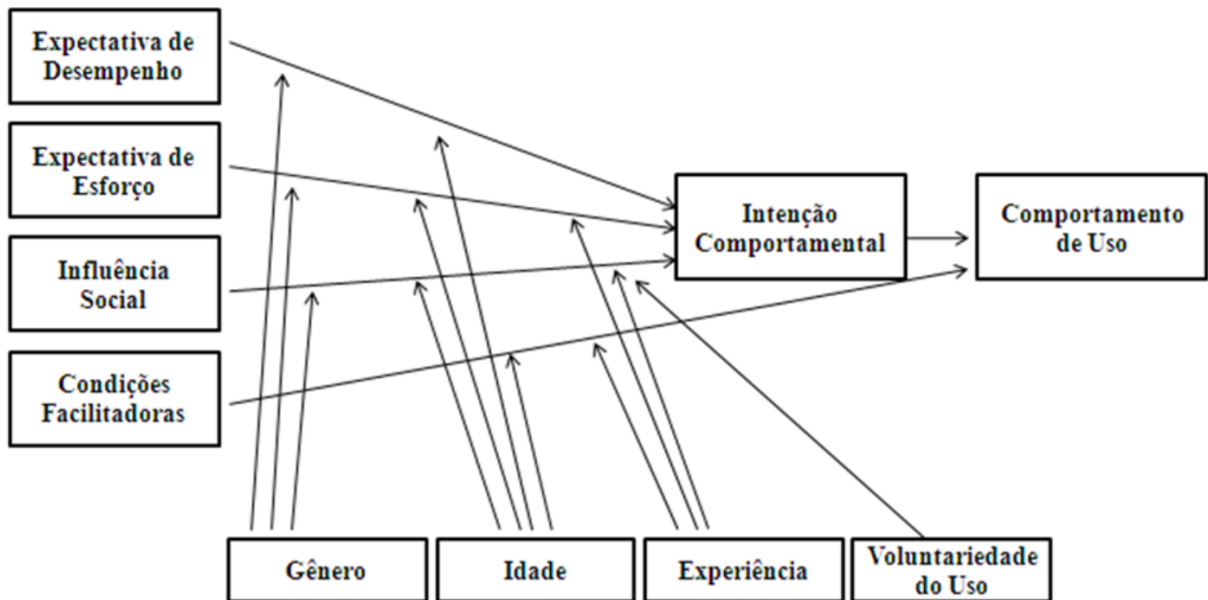 Expectativa de
Desempenho
Expectativa de
Esforço
Influência
Social
Condições
Facilitadoras
Intenção
Comportamental
Comportamento
de Uso
Gênero
Idade
Experiência
Voluntariedade
do Uso